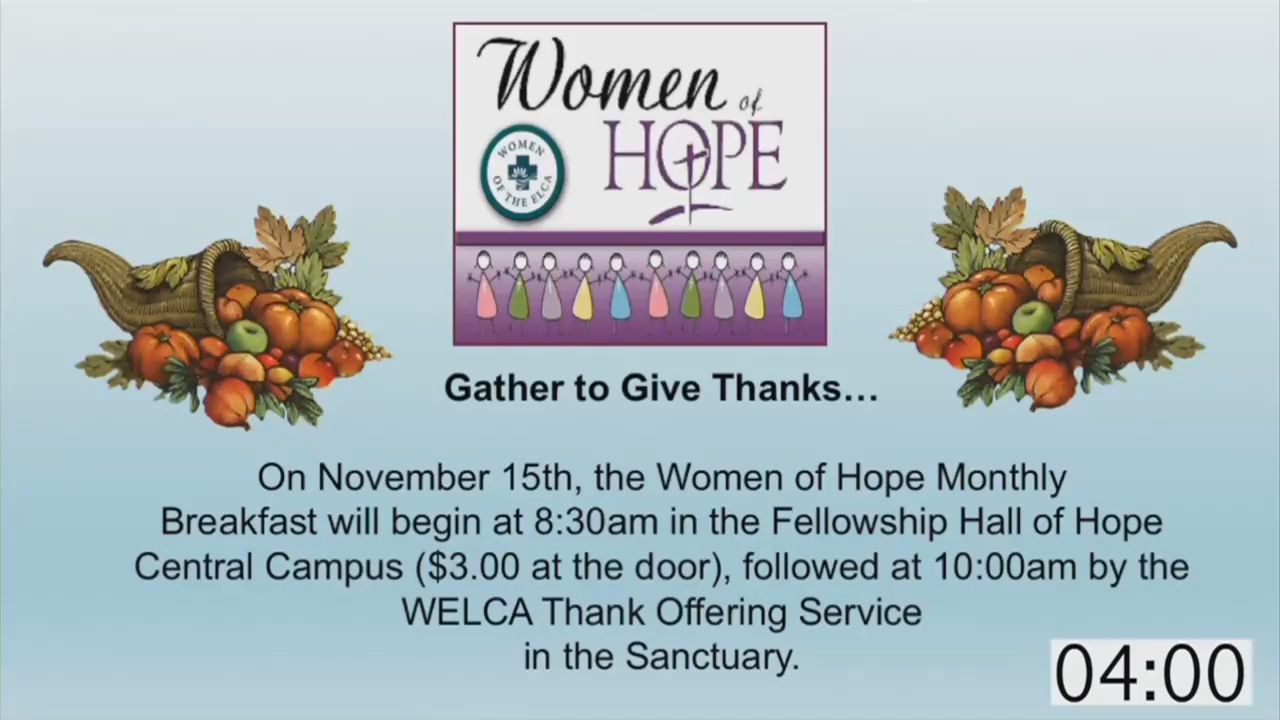 Women of
HOPE
WOMEN
OF THE ELCA
Gather to Give Thanks...
On November 15th, the Women of Hope Monthly
Breakfast will begin at 8:30am in the Fellowship Hall of Hope
Central Campus ($3.00 at the door), followed at 10:00am by the
WELCA Thank Offering Service
in the Sanctuary.
04:00